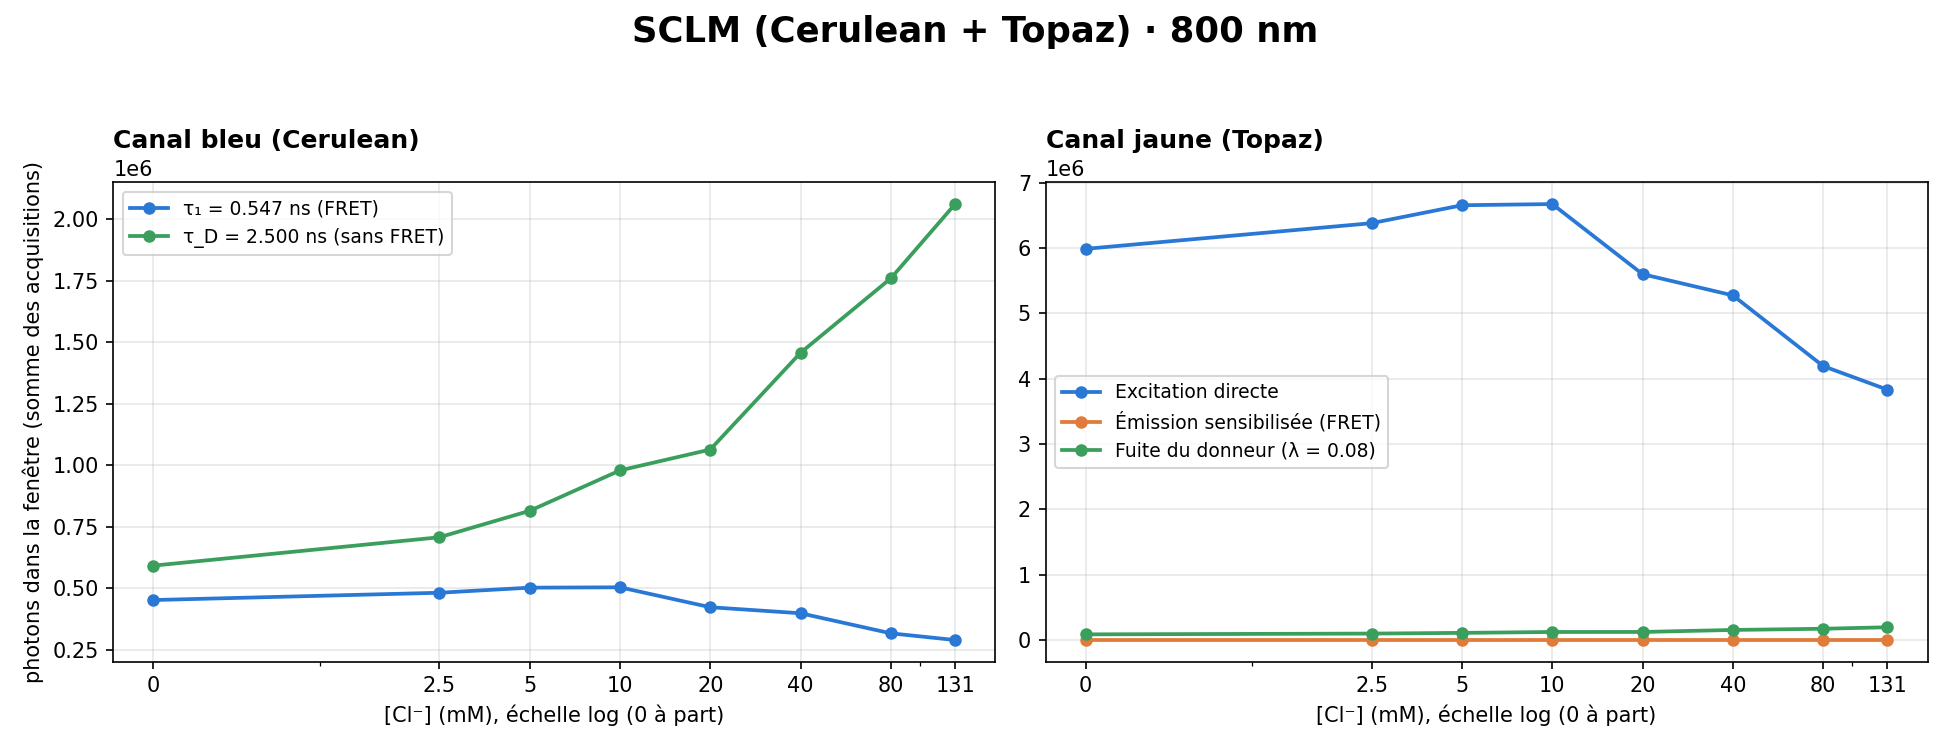 SCLM (Cerulean + Topaz) · 800 nm
Canal bleu (Cerulean)
1e6
photons dans la fenêtre (somme des acquisitions)
2.00
1.75
1.50
1.25
1.00
0.75
0.50
0.25
τ₁ = 0.547 ns (FRET)
τ_D = 2.500 ns (sans FRET)
0 2.5 5 10 20 40 80 131
[Cl⁻] (mM), échelle log (0 à part)
Canal jaune (Topaz)
1e6
7
6
5
4
3
2
1
0
Excitation directe
Émission sensibilisée (FRET)
Fuite du donneur (λ = 0.08)
0 2.5 5 10 20 40 80 131
[Cl⁻] (mM), échelle log (0 à part)